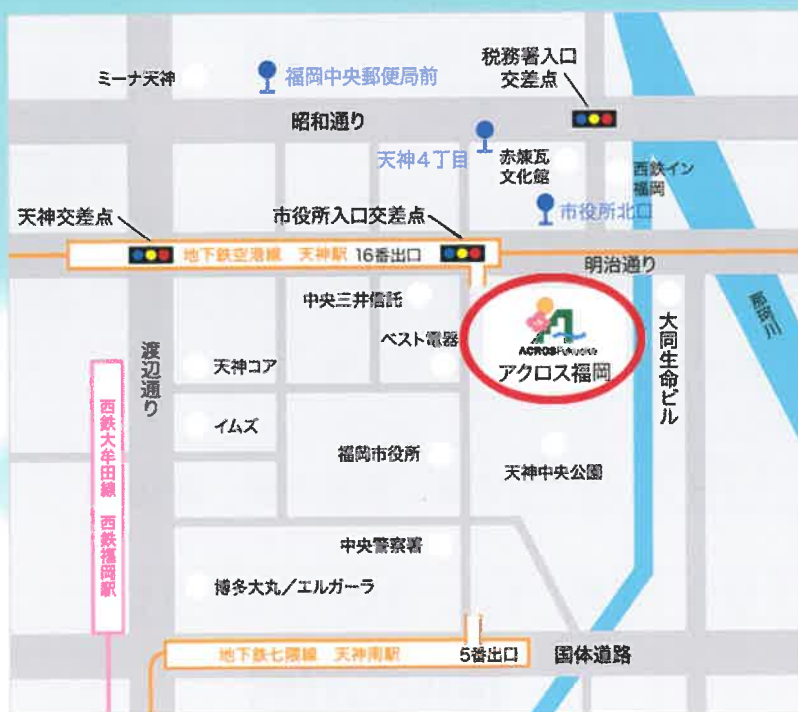 ミーナ天神
福岡中央郵便局前
税務署入口
交差点
昭和通り
天神4丁目
赤煉瓦
文化館
西鉄イン
福岡
市役所北口
天神交差点
市役所入口交差点
地下鉄空港線 天神駅 16番出口
明治通り
中央三井信託
ベスト電器
ACROS Fukuoka
アクロス福岡
大同生命ビル
那珂川
渡辺通り
天神コア
イムズ
西鉄大牟田線 西鉄福岡駅
福岡市役所
天神中央公園
中央警察署
博多大丸/エルガーラ
地下鉄七隈線 天神南駅 5番出口
国体道路